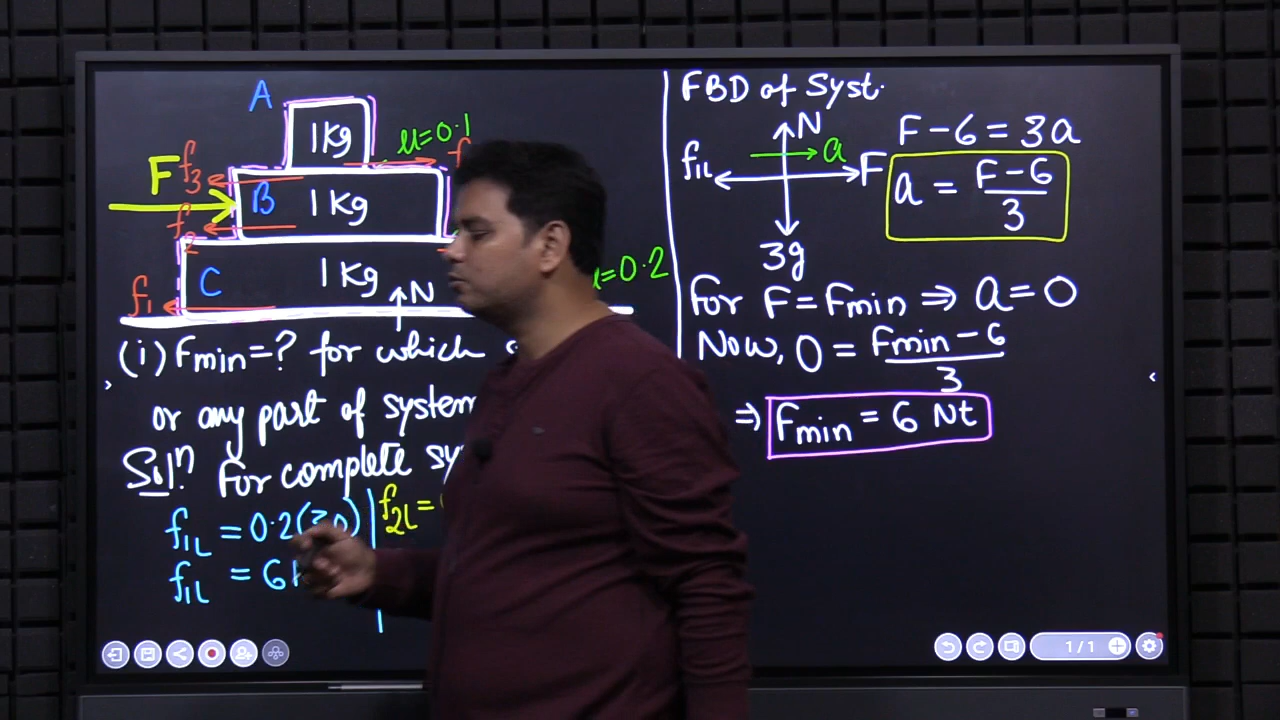 A
1Kg
μ=0.1
F
f3
B
1Kg
f2
C
1Kg
N
μ=0.2
f1
(i) Fmin=? for which
or any part of system
Solⁿ. For complete
f1L = 0.2(30)
f1L = 6
f2L =
FBD of Syst.
N
a
f1L
F
3g
F-6 = 3a
a = F-6/3
For F = Fmin ⇒ a = 0
Now, 0 = Fmin - 6/3
⇒ Fmin = 6 Nt
1/1